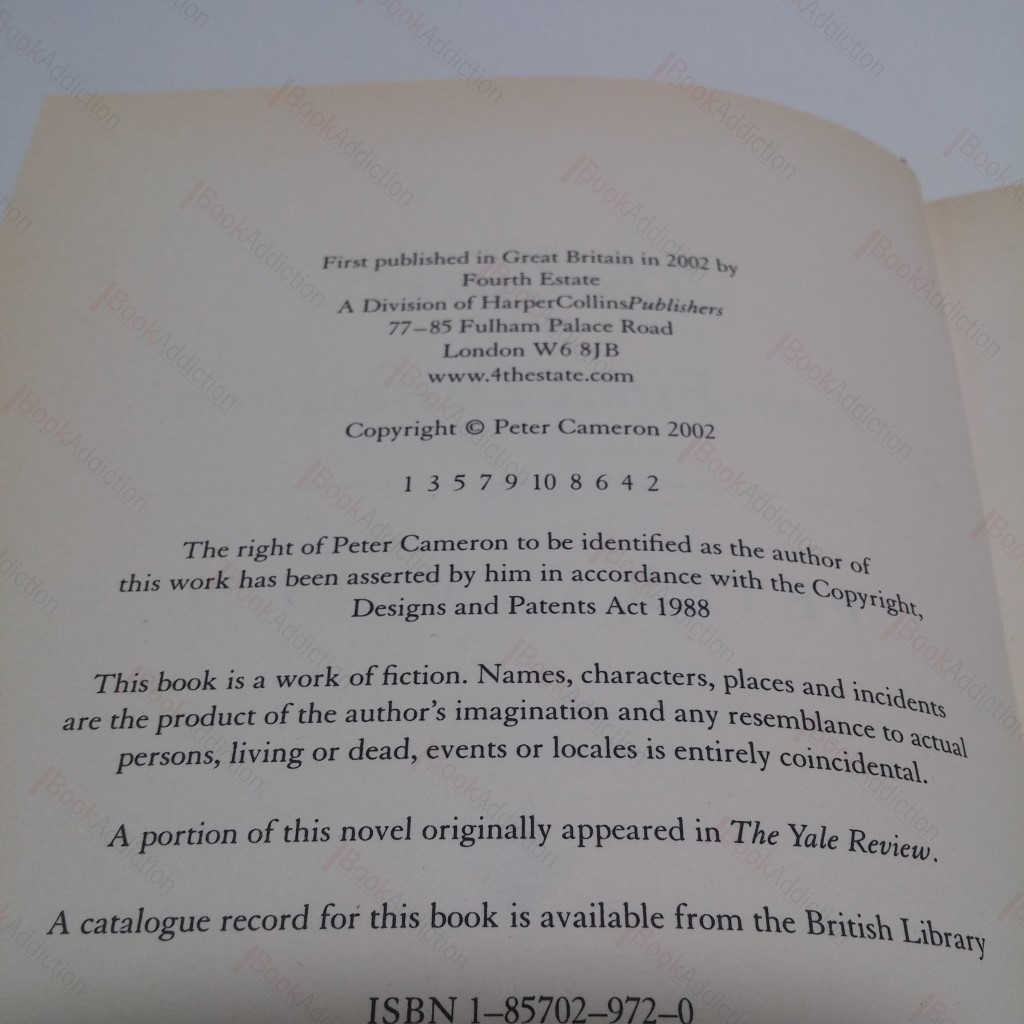 First published in Great Britain in 2002 by
Fourth Estate
A Division of HarperCollinsPublishers
77–85 Fulham Palace Road
London W6 8JB
www.4thestate.com
Copyright © Peter Cameron 2002
1 3 5 7 9 10 8 6 4 2
The right of Peter Cameron to be identified as the author of
this work has been asserted by him in accordance with the Copyright,
Designs and Patents Act 1988
This book is a work of fiction. Names, characters, places and incidents
are the product of the author's imagination and any resemblance to actual
persons, living or dead, events or locales is entirely coincidental.
A portion of this novel originally appeared in The Yale Review.
A catalogue record for this book is available from the British Library
ISBN 1–85702–972–0
BookAddiction